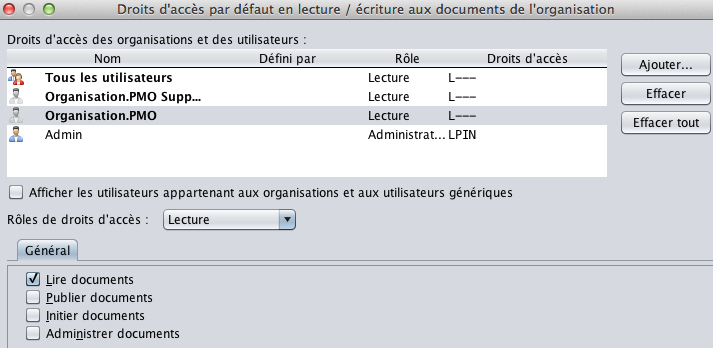 Droits d'accès par défaut en lecture / écriture aux documents de l'organisation
Droits d'accès des organisations et des utilisateurs :
Nom Défini par Rôle Droits d'accès
Tous les utilisateurs Lecture L---
Organisation.PMO Supp... Lecture L---
Organisation.PMO Lecture L---
Admin Administrat... LPIN
Ajouter...
Effacer
Effacer tout
Afficher les utilisateurs appartenant aux organisations et aux utilisateurs génériques
Rôles de droits d'accès : Lecture
Général
Lire documents
Publier documents
Initier documents
Administrer documents